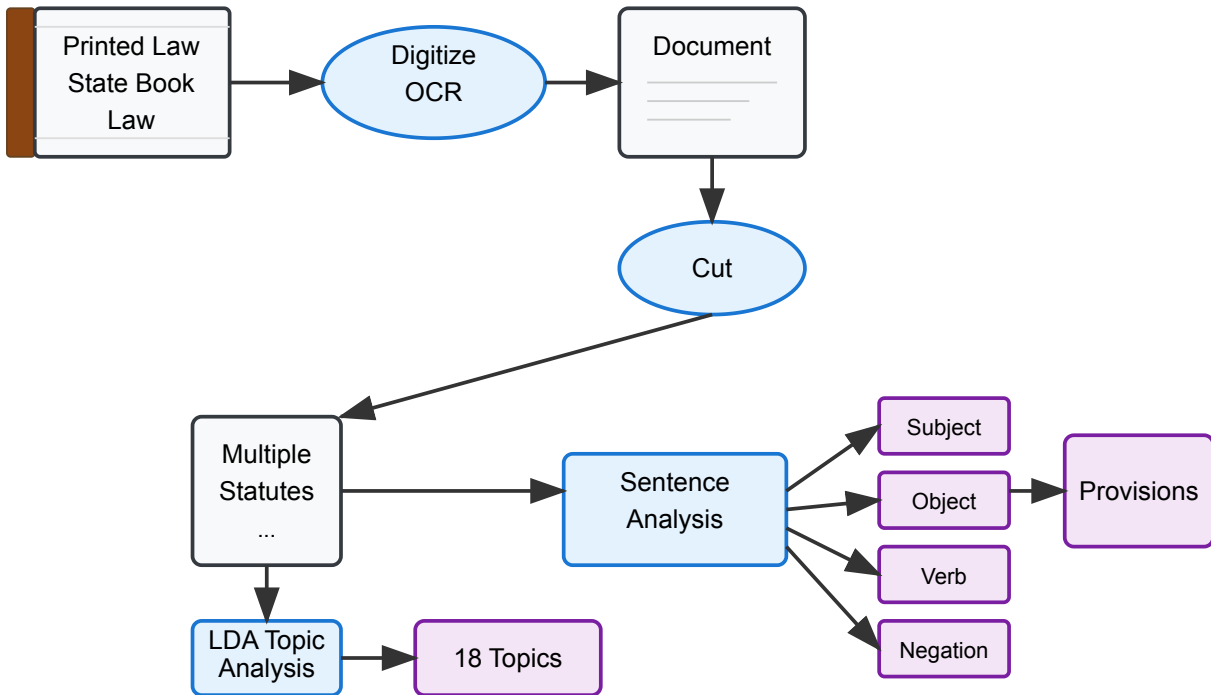 Printed Law
State Book
Law
Digitize
OCR
Document
Cut
Multiple
Statutes
...
Sentence
Analysis
Subject
Object
Verb
Negation
Provisions
LDA Topic
Analysis
18 Topics